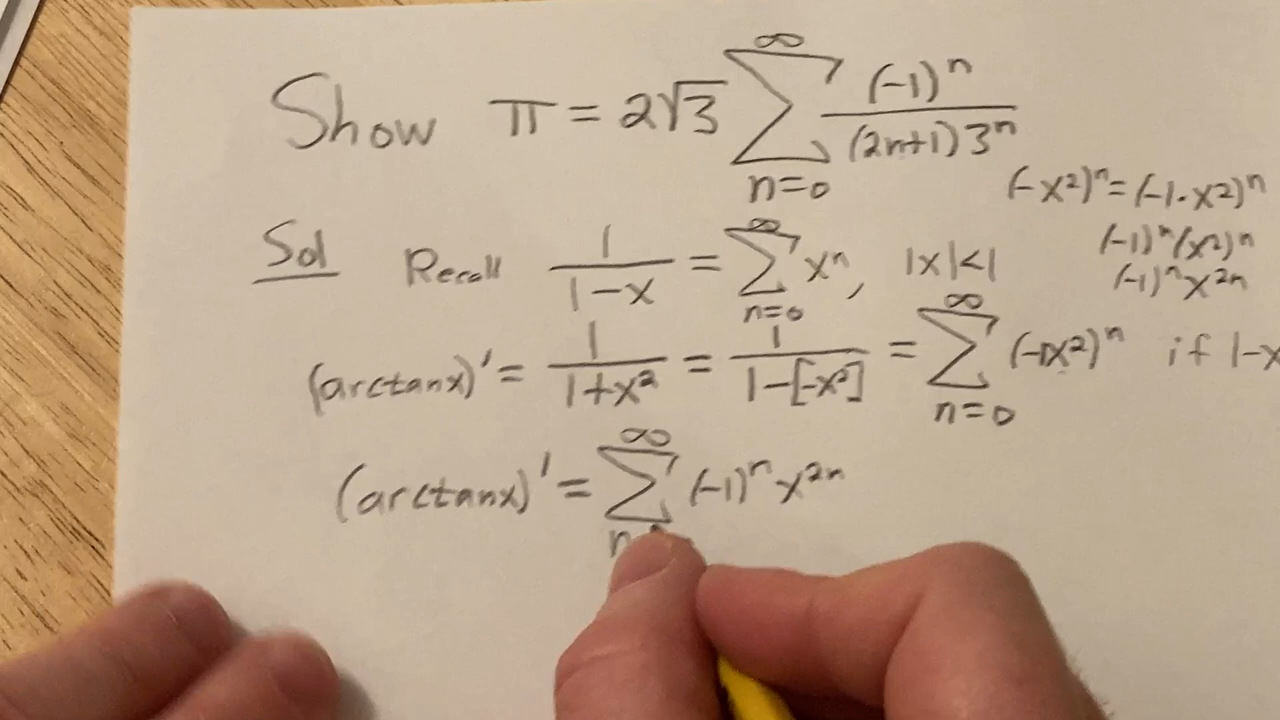 Show π = 2√3 ∑_{n=0}^{∞} (-1)^n / (2n+1)3^n
(-x²)^n = (-1·x²)^n
(-1)^n (x²)^n
(-1)^n x^{2n}
Sol Recall 1/(1-x) = ∑_{n=0}^{∞} x^n, |x|<1
(arctanx)' = 1/(1+x²) = 1/(1-[-x²]) = ∑_{n=0}^{∞} (-1x²)^n if |-x
(arctanx)' = ∑_{n=}^{∞} (-1)^n x^{2n}